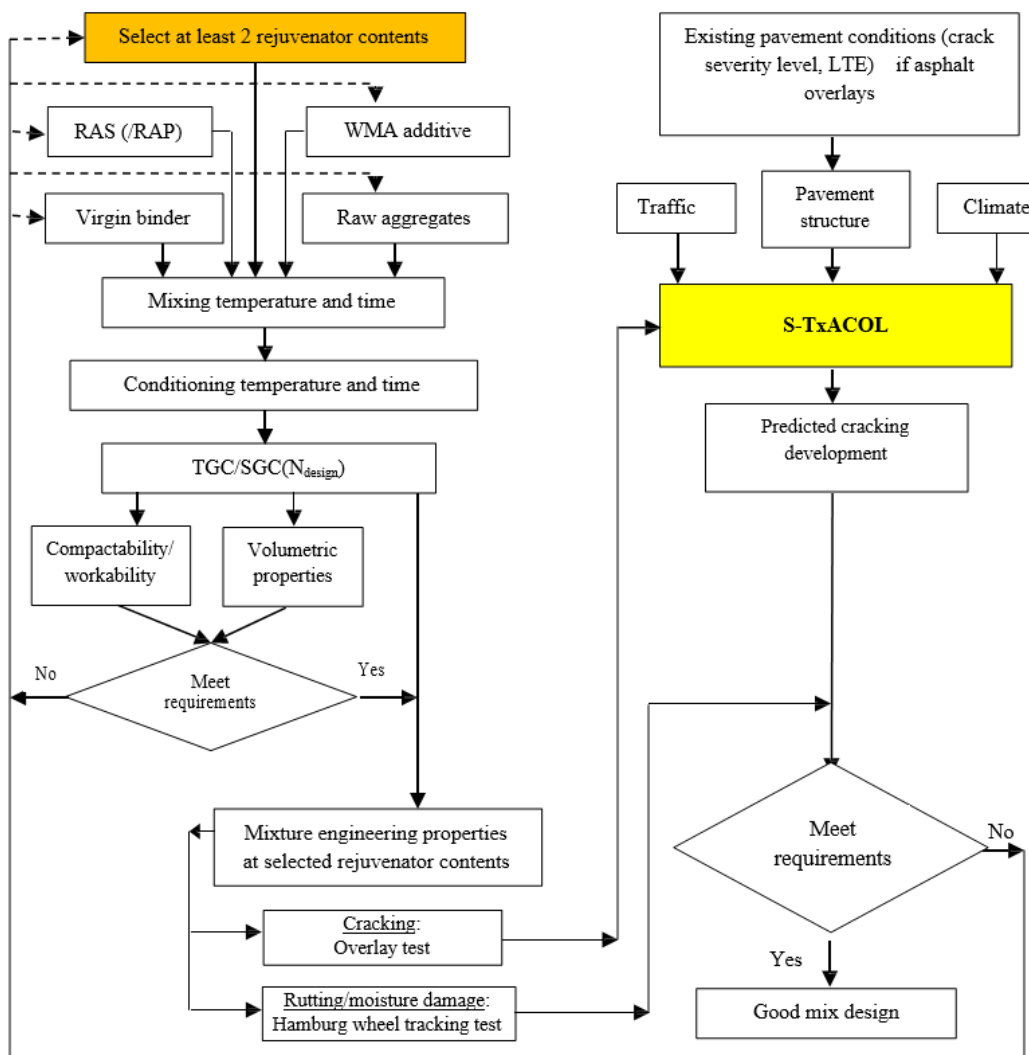 Select at least 2 rejuvenator contents
RAS (/RAP)
WMA additive
Virgin binder
Raw aggregates
Mixing temperature and time
Conditioning temperature and time
TGC/SGC(Ndesign)
Compactability/
workability
Volumetric
properties
No
Yes
Meet
requirements
Mixture engineering properties
at selected rejuvenator contents
Cracking:
Overlay test
Rutting/moisture damage:
Hamburg wheel tracking test
Existing pavement conditions (crack
severity level, LTE) if asphalt
overlays
Traffic
Pavement
structure
Climate
S-TxACOL
Predicted cracking
development
Meet
requirements
No
Yes
Good mix design